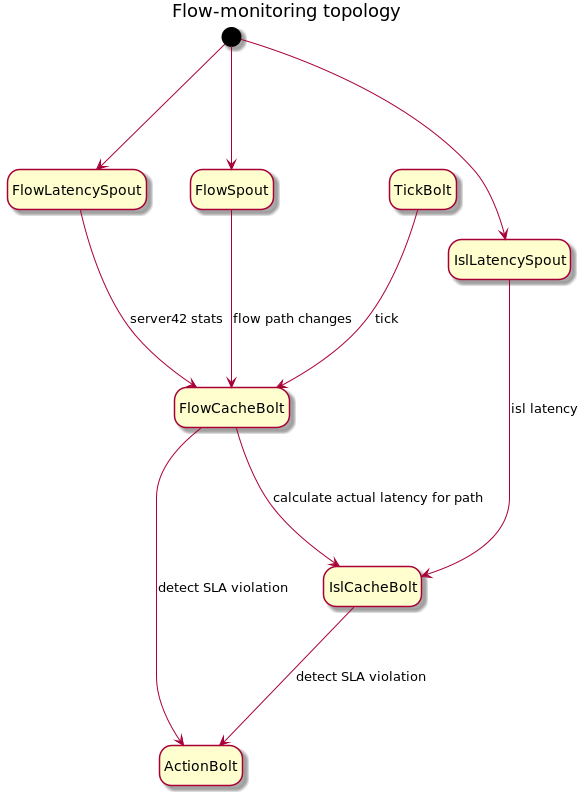 Flow-monitoring topology
FlowLatencySpout
FlowSpout
TickBolt
IslLatencySpout
server42 stats
flow path changes
tick
FlowCacheBolt
isl latency
calculate actual latency for path
IslCacheBolt
detect SLA violation
detect SLA violation
ActionBolt